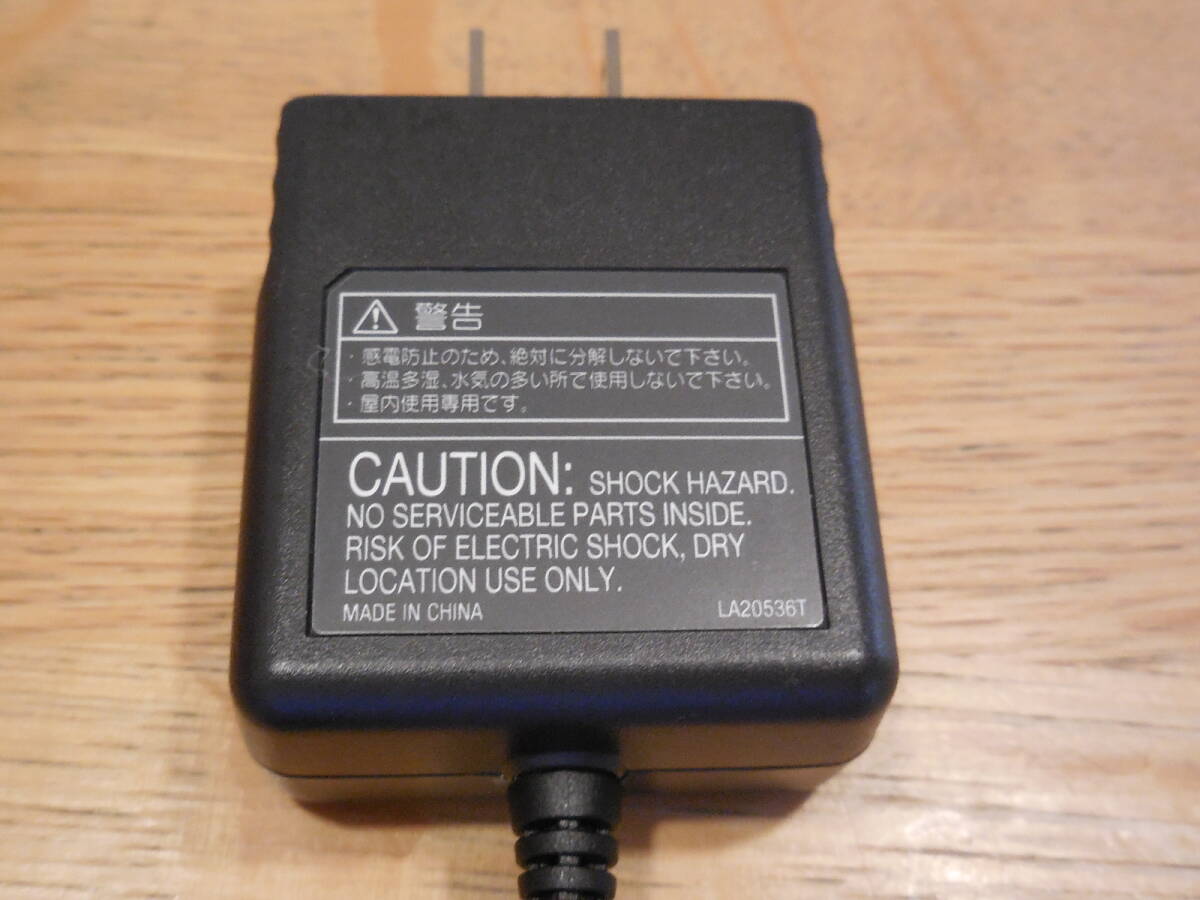 警告
・感電防止のため、絶対に分解しないで下さい。
・高温多湿、水気の多い所で使用しないで下さい。
・屋内使用専用です。
CAUTION: SHOCK HAZARD.
NO SERVICEABLE PARTS INSIDE.
RISK OF ELECTRIC SHOCK, DRY
LOCATION USE ONLY.
MADE IN CHINA LA20536T